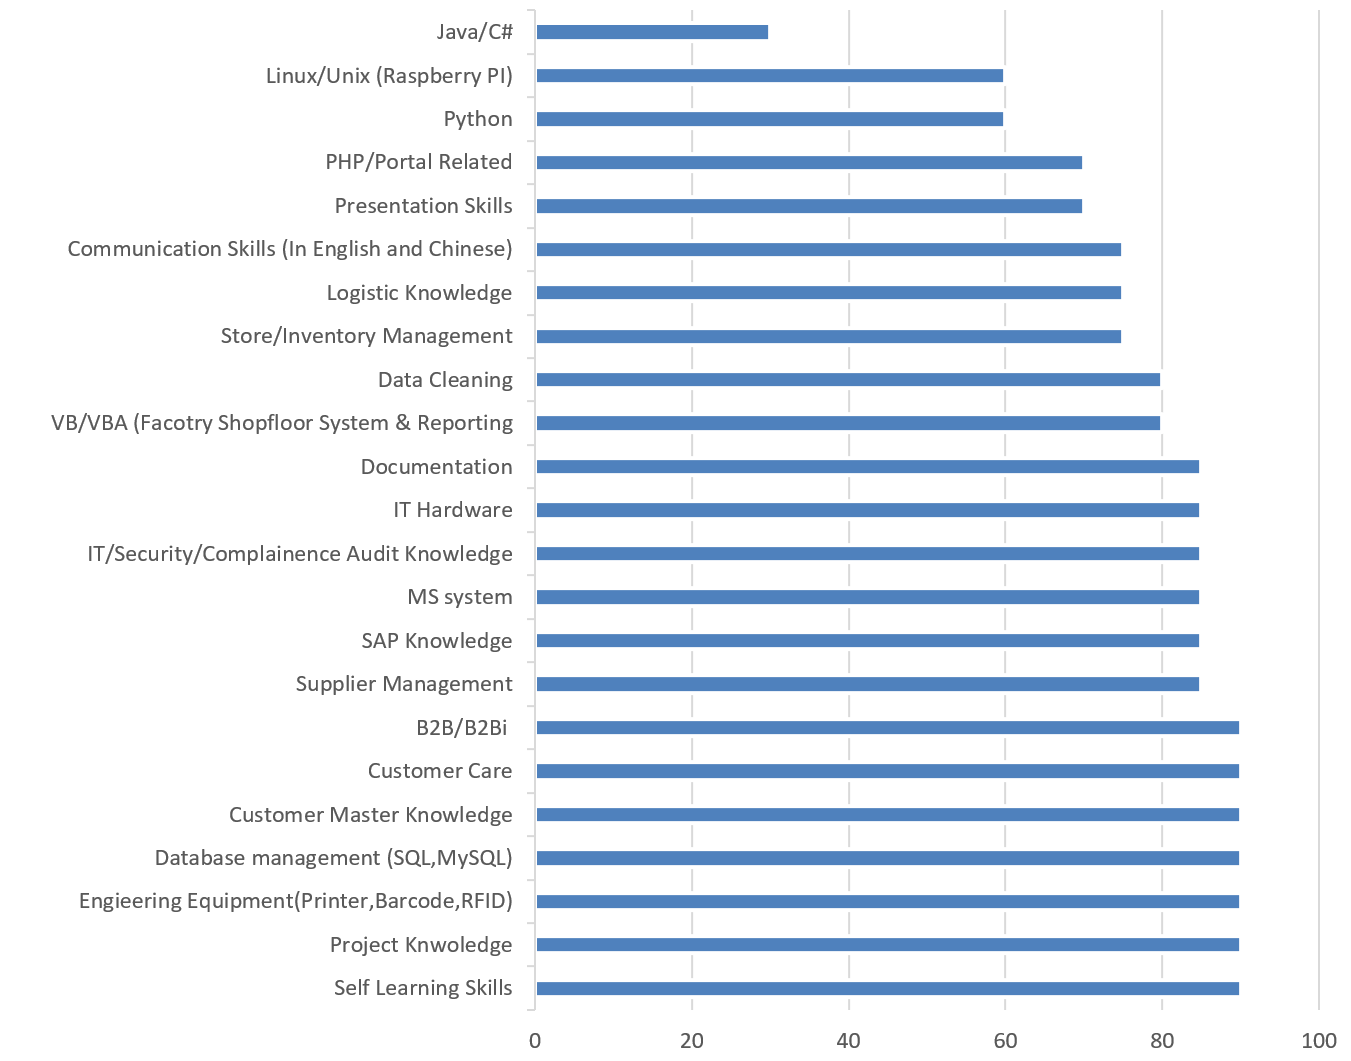 Java/C#
Linux/Unix (Raspberry PI)
Python
PHP/Portal Related
Presentation Skills
Communication Skills (In English and Chinese)
Logistic Knowledge
Store/Inventory Management
Data Cleaning
VB/VBA (Facotry Shopfloor System & Reporting
Documentation
IT Hardware
IT/Security/Complainence Audit Knowledge
MS system
SAP Knowledge
Supplier Management
B2B/B2Bi
Customer Care
Customer Master Knowledge
Database management (SQL,MySQL)
Engieering Equipment(Printer,Barcode,RFID)
Project Knwoledge
Self Learning Skills
0 20 40 60 80 100